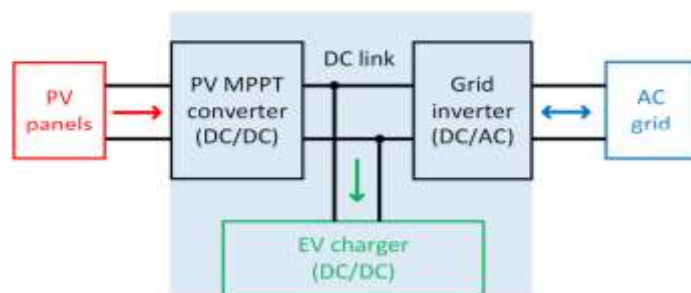 DC link
PV
panels
PV MPPT
converter
(DC/DC)
Grid
inverter
(DC/AC)
AC
grid
EV charger
(DC/DC)